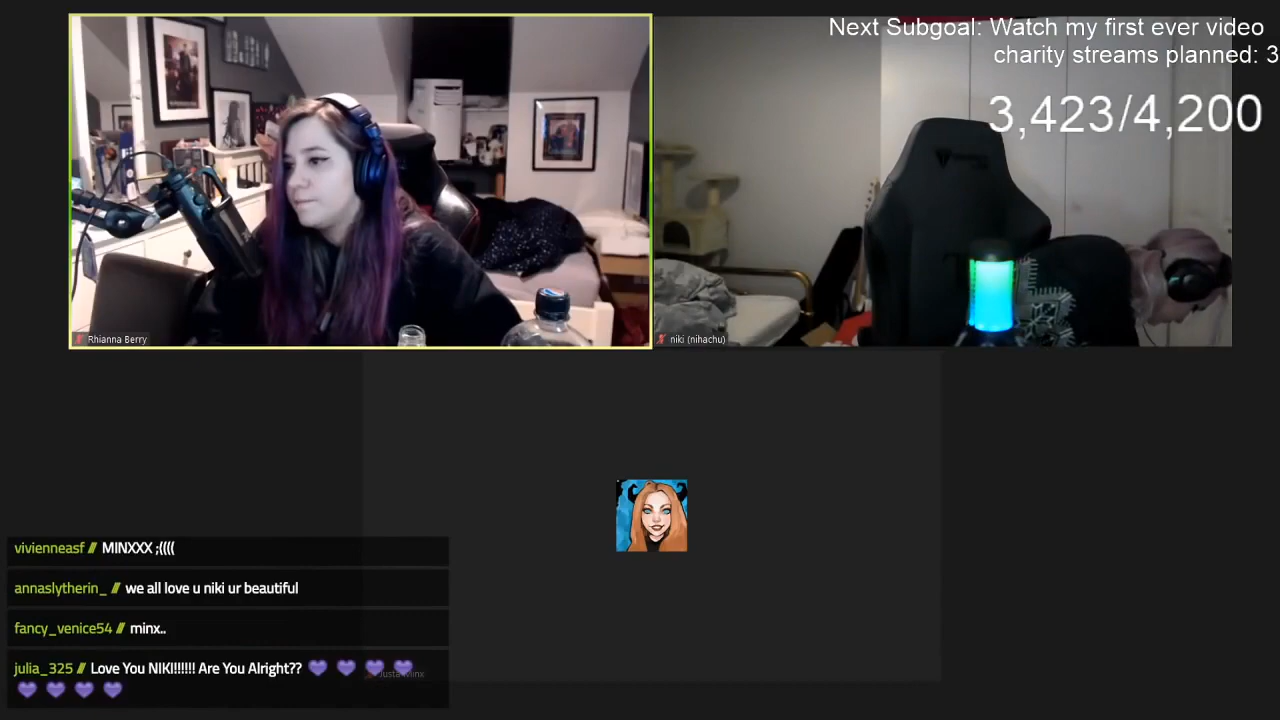 Next Subgoal: Watch my first ever video
charity streams planned: 3
3,423/4,200
Rhianna Berry
niki (nihachu)
vivienneasf // MINXXX ;((((
annaslytherin_ // we all love u niki ur beautiful
fancy_venice54 // minx..
julia_325 // Love You NIKI!!!!!!! Are You Alright?? 💜 💜 💜 💜
💜 💜 💜 💜
JustaMinx